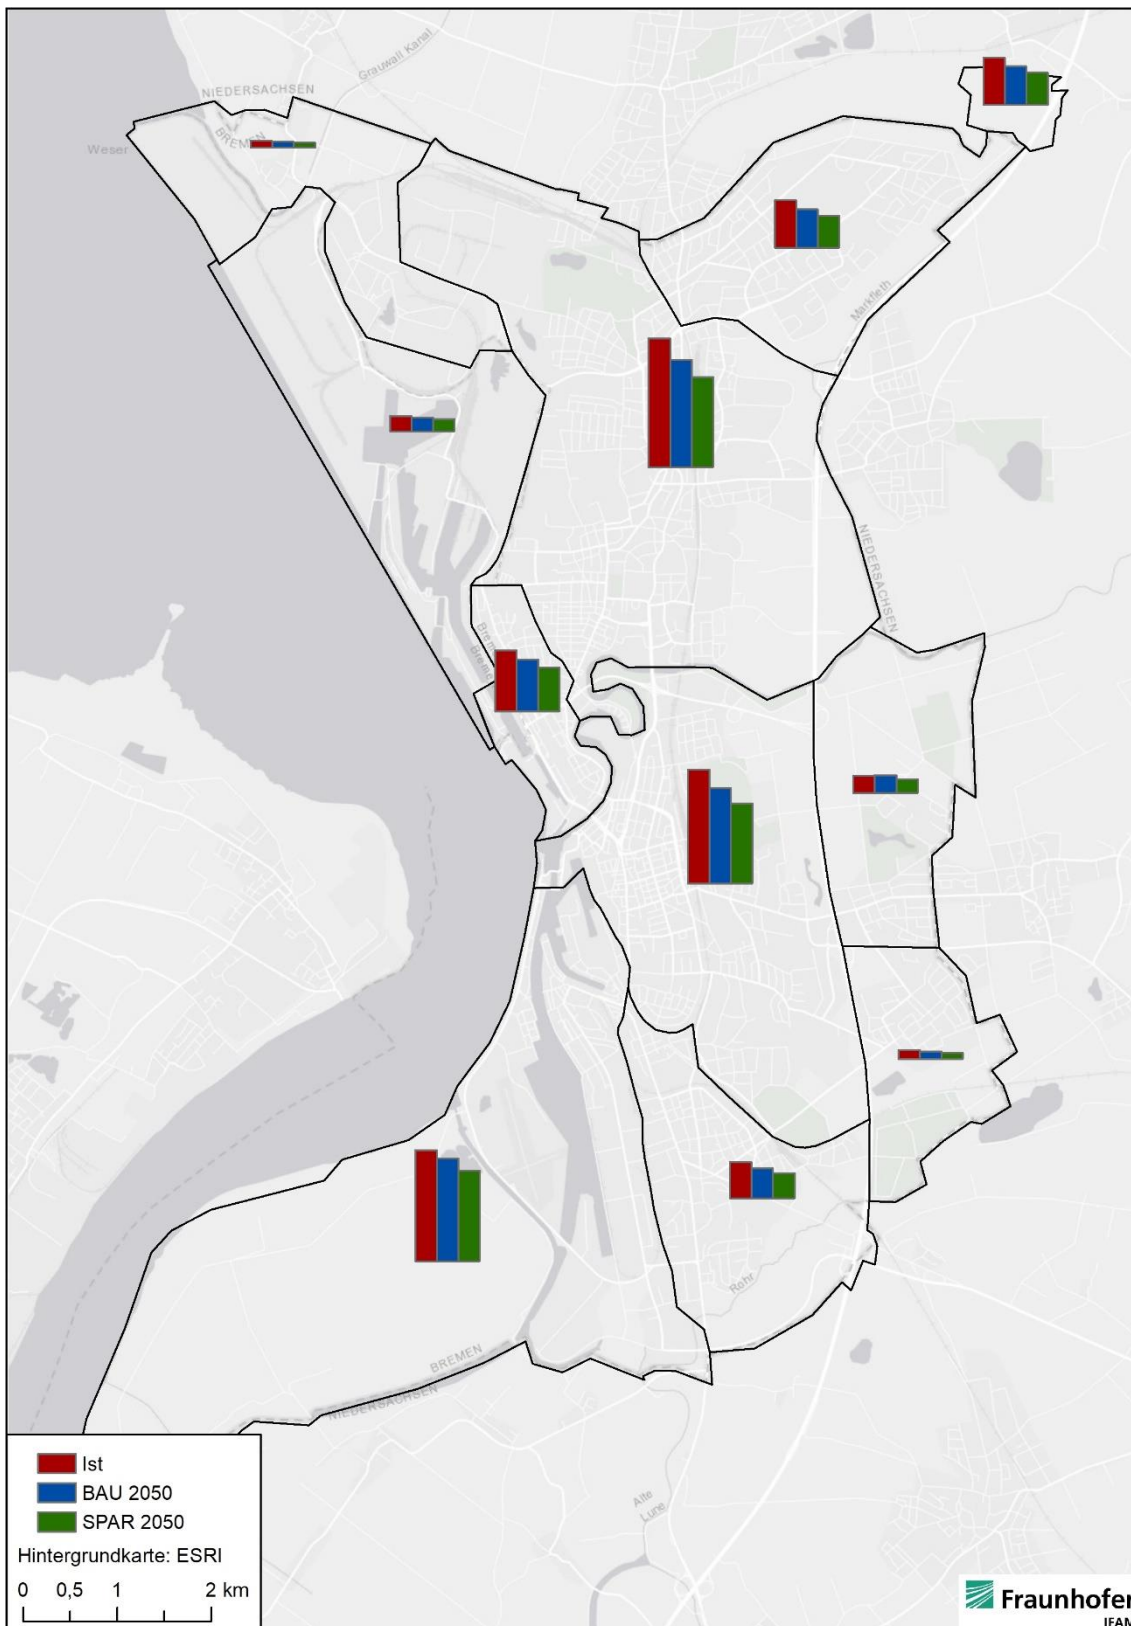 Grauwall Kanal
NIEDERSACHSEN
BREMEN
Weser
Markfleth
NIEDERSACHSEN
Rohr
BREMEN
NIEDERSACHSEN
Alte
Lune
Ist
BAU 2050
SPAR 2050
Hintergrundkarte: ESRI
0 0,5 1 2 km
Fraunhofer
IFAM